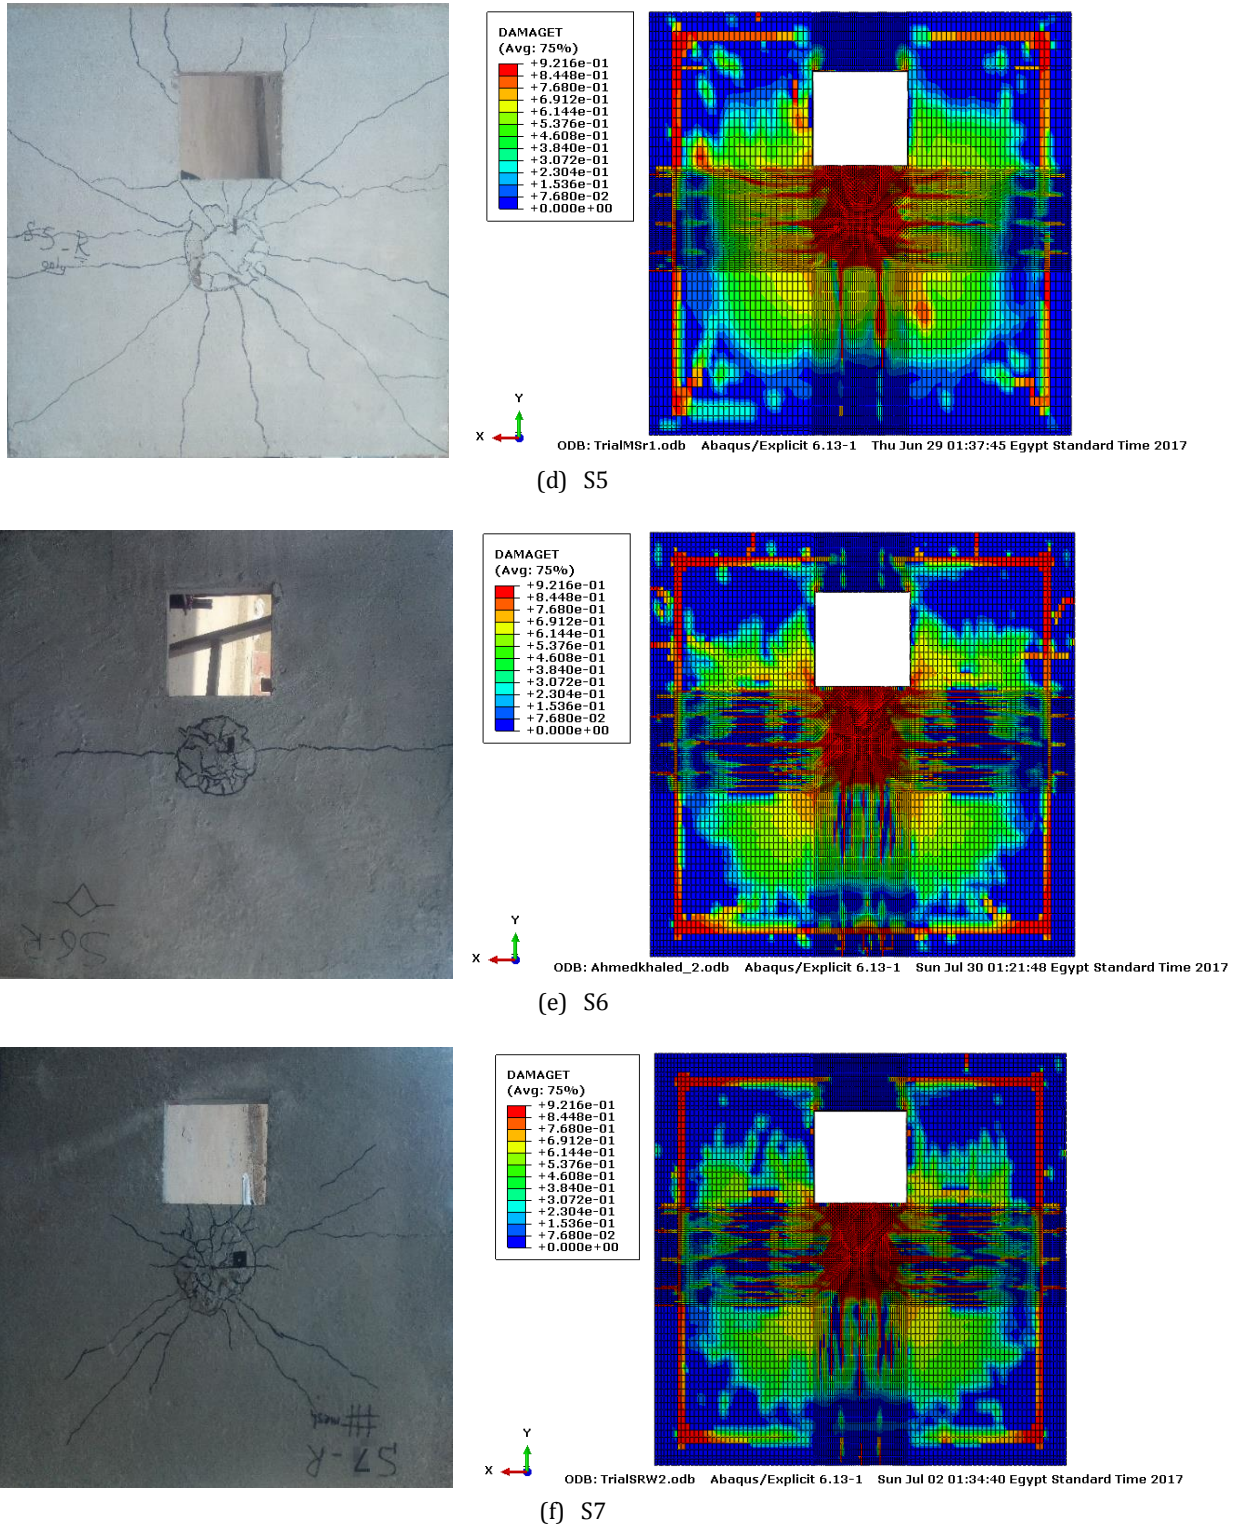 S5-R
only
DAMAGET
(Avg: 75%)
+9.216e-01
+8.448e-01
+7.680e-01
+6.912e-01
+6.144e-01
+5.376e-01
+4.608e-01
+3.840e-01
+3.072e-01
+2.304e-01
+1.536e-01
+7.680e-02
+0.000e+00
Y
X
ODB: TrialMSr1.odb Abaqus/Explicit 6.13-1 Thu Jun 29 01:37:45 Egypt Standard Time 2017
(d) S5
S6-R
DAMAGET
(Avg: 75%)
+9.216e-01
+8.448e-01
+7.680e-01
+6.912e-01
+6.144e-01
+5.376e-01
+4.608e-01
+3.840e-01
+3.072e-01
+2.304e-01
+1.536e-01
+7.680e-02
+0.000e+00
Y
X
ODB: Ahmedkhaled_2.odb Abaqus/Explicit 6.13-1 Sun Jul 30 01:21:48 Egypt Standard Time 2017
(e) S6
mesh
S7-R
DAMAGET
(Avg: 75%)
+9.216e-01
+8.448e-01
+7.680e-01
+6.912e-01
+6.144e-01
+5.376e-01
+4.608e-01
+3.840e-01
+3.072e-01
+2.304e-01
+1.536e-01
+7.680e-02
+0.000e+00
Y
X
ODB: TrialSRW2.odb Abaqus/Explicit 6.13-1 Sun Jul 02 01:34:40 Egypt Standard Time 2017
(f) S7